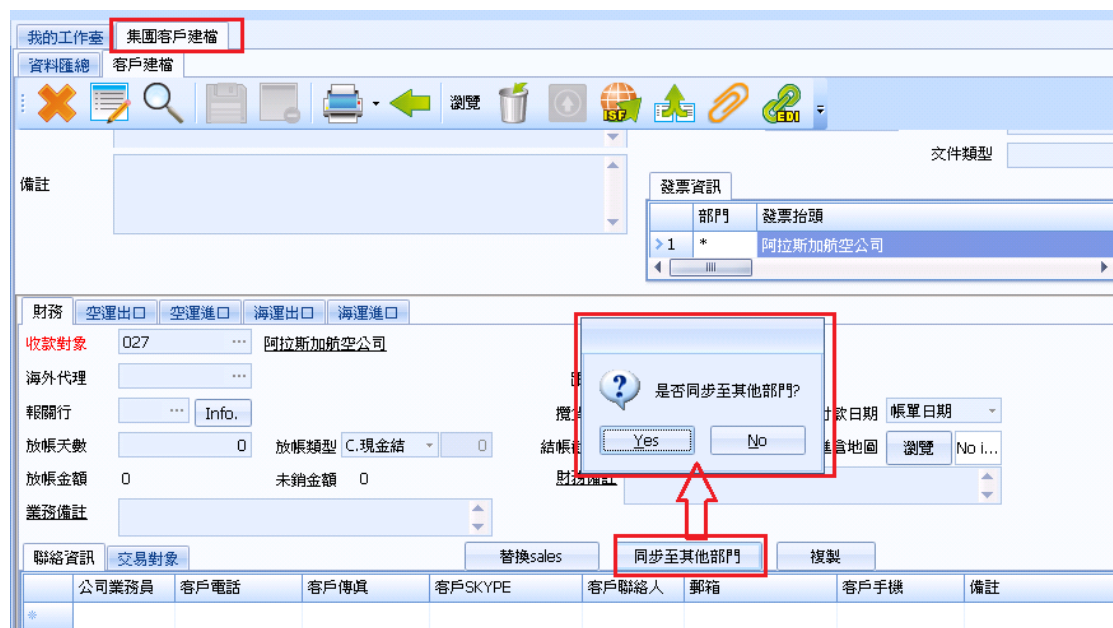 我的工作臺 集團客戶建檔
資料匯總 客戶建檔
瀏覽 ISF EDI
文件類型
備註
發票資訊
部門 發票抬頭
1 * 阿拉斯加航空公司
財務 空運出口 空運進口 海運出口 海運進口
收款對象 027 ... 阿拉斯加航空公司
海外代理 ...
是否同步至其他部門?
報關行 ... Info. 攬 款日期 帳單日期
Yes No
放帳天數 0 放帳類型 C.現金結 0 結帳 倉地圖 瀏覽 No i...
放帳金額 0 未銷金額 0 財務備註
業務備註
聯絡資訊 交易對象 替換sales 同步至其他部門 複製
公司業務員 客戶電話 客戶傳真 客戶SKYPE 客戶聯絡人 郵箱 客戶手機 備註
*